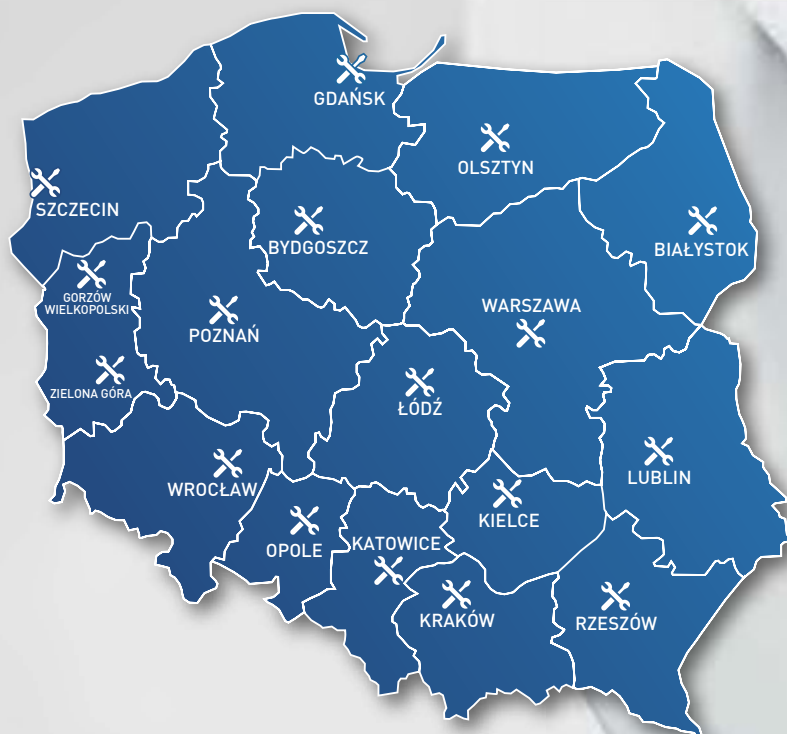 GDAŃSK
OLSZTYN
SZCZECIN
BYDGOSZCZ
BIAŁYSTOK
GORZÓW
WIELKOPOLSKI
WARSZAWA
POZNAŃ
ZIELONA GÓRA
ŁÓDŹ
LUBLIN
WROCŁAW
KIELCE
KATOWICE
OPOLE
KRAKÓW
RZESZÓW